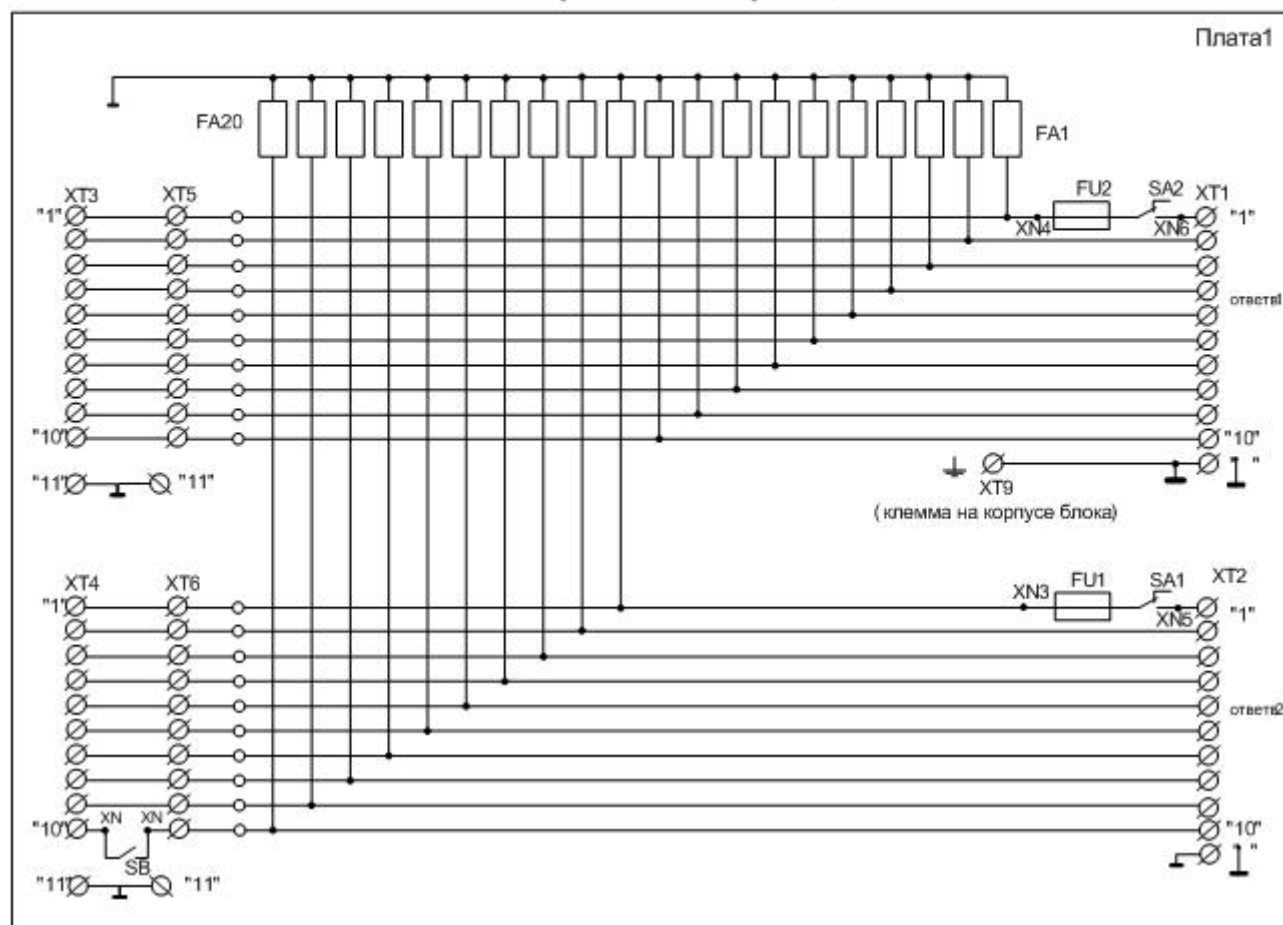 Плата1
FA20
FA1
XT3
XT5
FU2
SA2
XT1
"1"
"1"
XN4
XN6
ответв1
"10"
"10"
"11"
"11"
" "
XT9
(клемма на корпусе блока)
XT4
XT6
FU1
SA1
XT2
XN3
"1"
XN5
"1"
ответв2
XN
XN
"10"
"10"
SB
" "
"11"
"11"